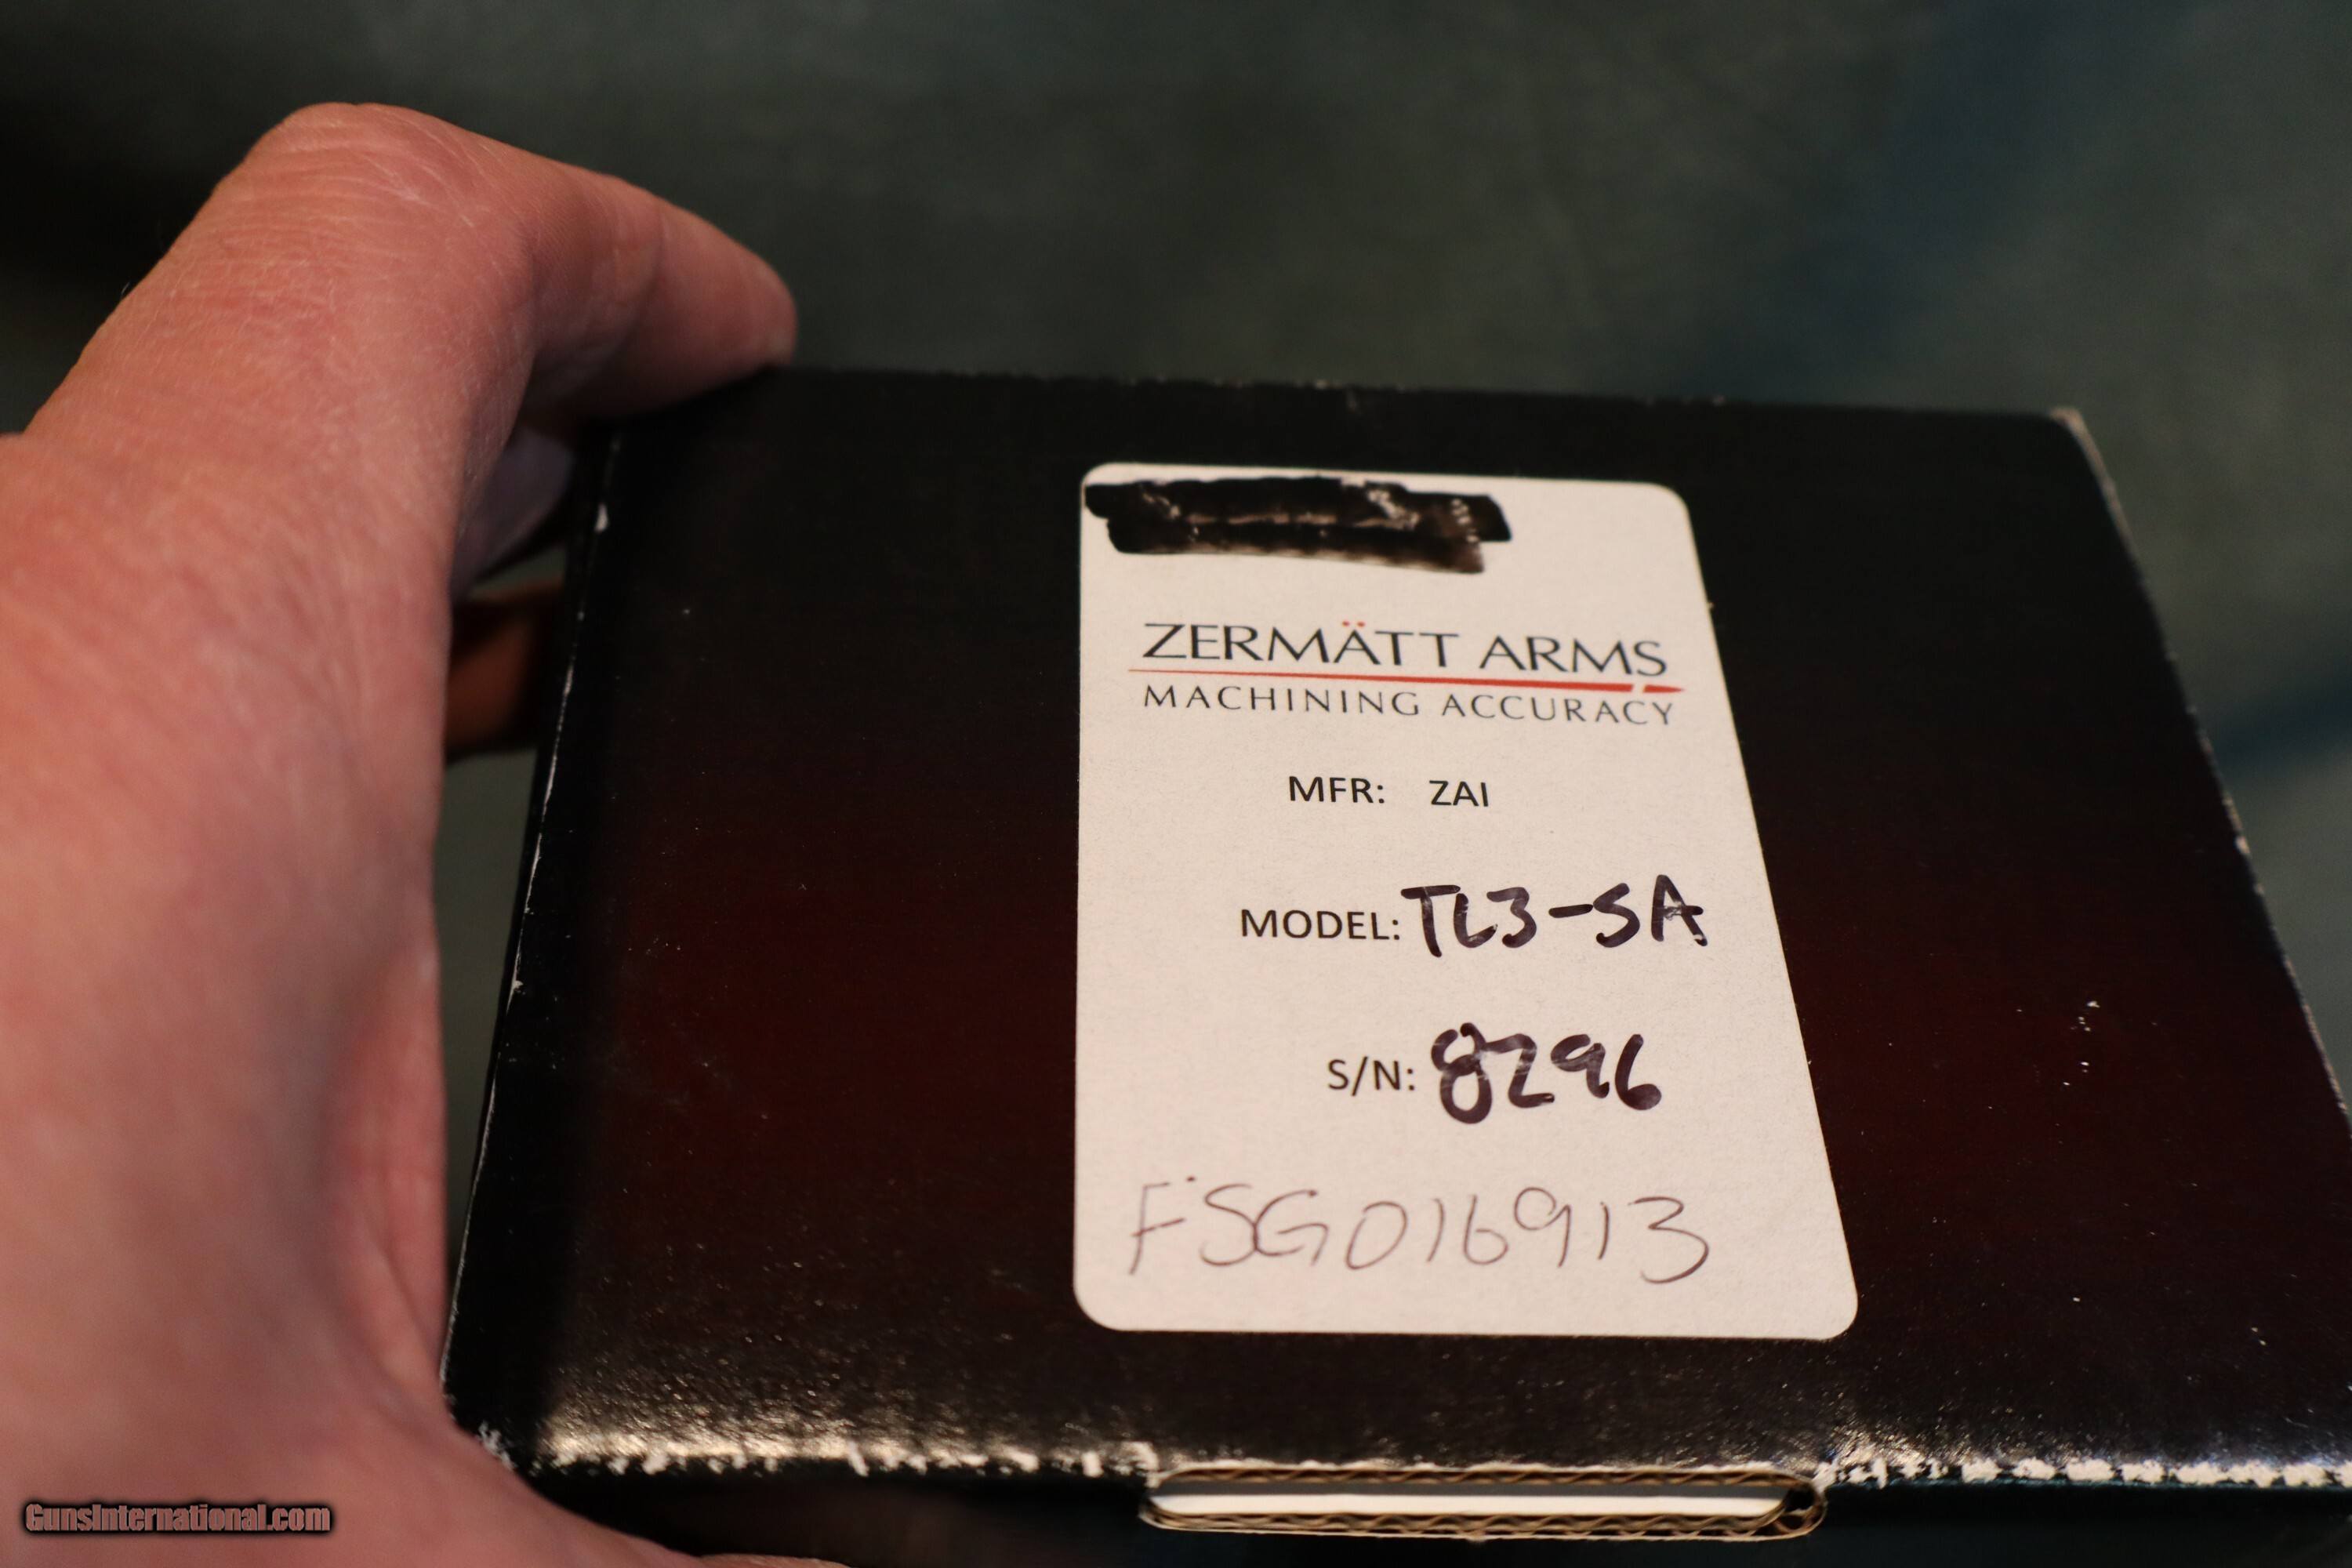 ZERMÄTT ARMS
MACHINING ACCURACY
MFR: ZAI
MODEL: TL3-SA
S/N: 8296
FSG016913
GunsInternational.com